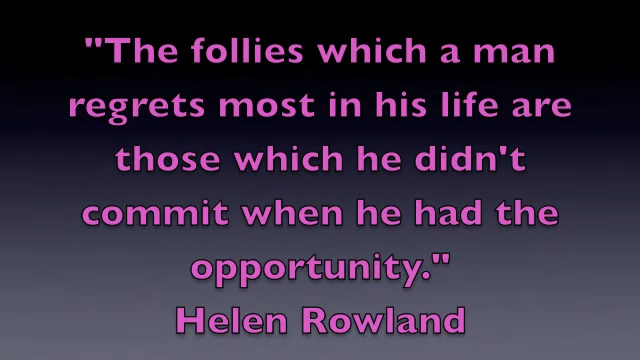 "The follies which a man
regrets most in his life are
those which he didn't
commit when he had the
opportunity."
Helen Rowland